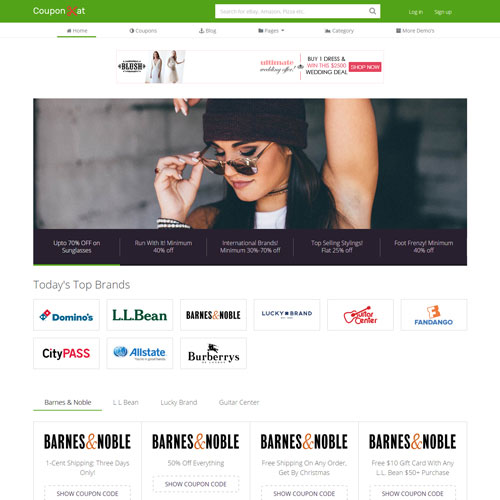 Coupon at
Search for eBay, Amazon, Pizza etc.
Log in
Sign up
Home
Coupons
Blog
Pages
Category
More Demo's
BLUSH
ultimate
wedding offer!
BUY 1 DRESS &
WIN THIS $2500
WEDDING DEAL
SHOP NOW
Upto 70% OFF on
Sunglasses
Run With It! Minimum
40% off
International Brands!
Minimum 30%-70% off
Top Selling Stylings!
Flat 25% off
Foot Frenzy! Minimum
40% off
Today's Top Brands
Domino's
L.L.Bean
BARNES&NOBLE
LUCKY BRAND
Guitar
Center
FANDANGO
CityPASS
Allstate
You're in good hands.
Burberrys
OF LONDON
Barnes & Noble
L L Bean
Lucky Brand
Guitar Center
BARNES&NOBLE
1-Cent Shipping: Three Days
Only!
SHOW COUPON CODE
BARNES&NOBLE
50% Off Everything
SHOW COUPON CODE
BARNES&NOBLE
Free Shipping On Any Order,
Get By Christmas
SHOW COUPON CODE
BARNES&NOBLE
Free $10 Gift Card With Any
L.L. Bean $50+ Purchase
SHOW COUPON CODE